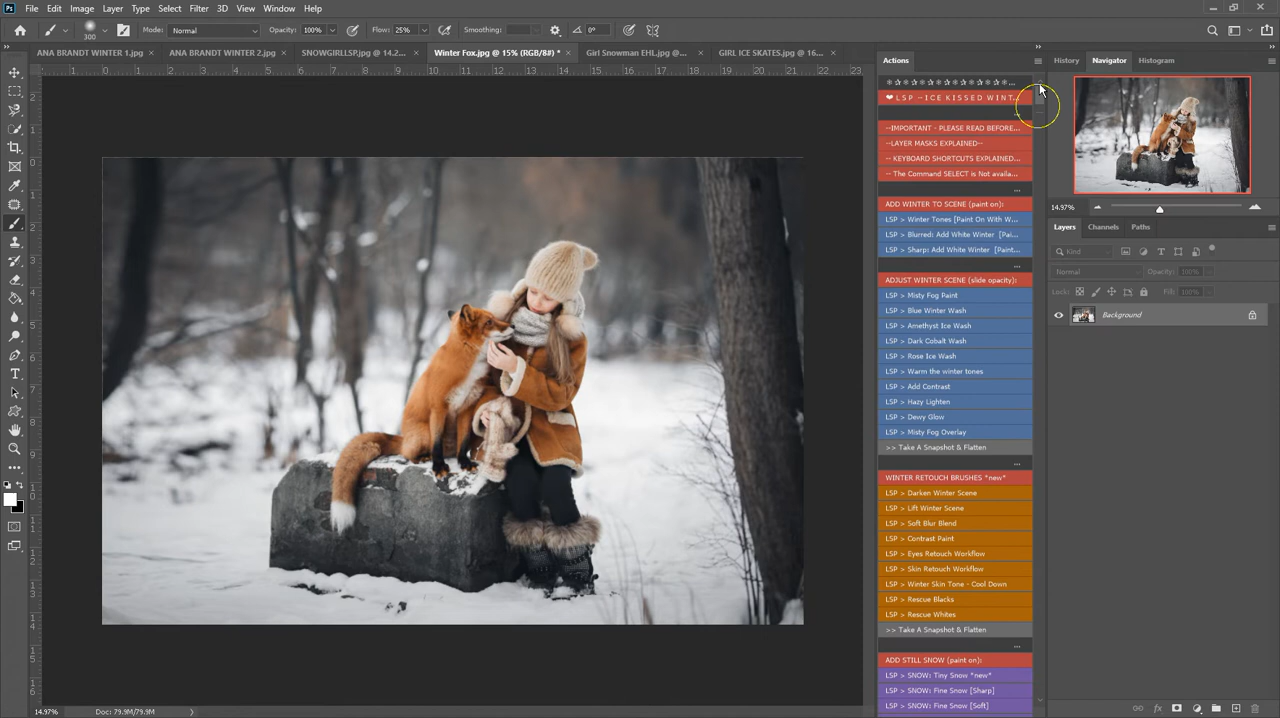 Ps File Edit Image Layer Type Select Filter 3D View Window Help
300 Mode: Normal Opacity: 100% Flow: 25% Smoothing: 0°
ANA BRANDT WINTER 1.jpg × ANA BRANDT WINTER 2.jpg × SNOWGIRLLSP.jpg @ 14.2... × Winter Fox.jpg @ 15% (RGB/8#) * × Girl Snowman EHL.jpg @... × GIRL ICE SKATES.jpg @ 16... ×
Actions
❄✰❄✰❄✰❄✰❄✰❄✰❄✰❄...
❤ L S P ~ I C E K I S S E D W I N T...
...
--IMPORTANT - PLEASE READ BEFORE...
--LAYER MASKS EXPLAINED--
-- KEYBOARD SHORTCUTS EXPLAINED...
-- The Command SELECT is Not availa...
...
ADD WINTER TO SCENE (paint on):
LSP > Winter Tones [Paint On With W...
LSP > Blurred: Add White Winter [Pai...
LSP > Sharp: Add White Winter [Paint...
...
ADJUST WINTER SCENE (slide opacity):
LSP > Misty Fog Paint
LSP > Blue Winter Wash
LSP > Amethyst Ice Wash
LSP > Dark Cobalt Wash
LSP > Rose Ice Wash
LSP > Warm the winter tones
LSP > Add Contrast
LSP > Hazy Lighten
LSP > Dewy Glow
LSP > Misty Fog Overlay
>> Take A Snapshot & Flatten
...
WINTER RETOUCH BRUSHES *new*
LSP > Darken Winter Scene
LSP > Lift Winter Scene
LSP > Soft Blur Blend
LSP > Contrast Paint
LSP > Eyes Retouch Workflow
LSP > Skin Retouch Workflow
LSP > Winter Skin Tone - Cool Down
LSP > Rescue Blacks
LSP > Rescue Whites
>> Take A Snapshot & Flatten
...
ADD STILL SNOW (paint on):
LSP > SNOW: Tiny Snow *new*
LSP > SNOW: Fine Snow [Sharp]
LSP > SNOW: Fine Snow [Soft]
History Navigator Histogram
14.97%
Layers Channels Paths
Kind
Normal Opacity: 100%
Lock: Fill: 100%
Background
14.97% Doc: 79.9M/79.9M